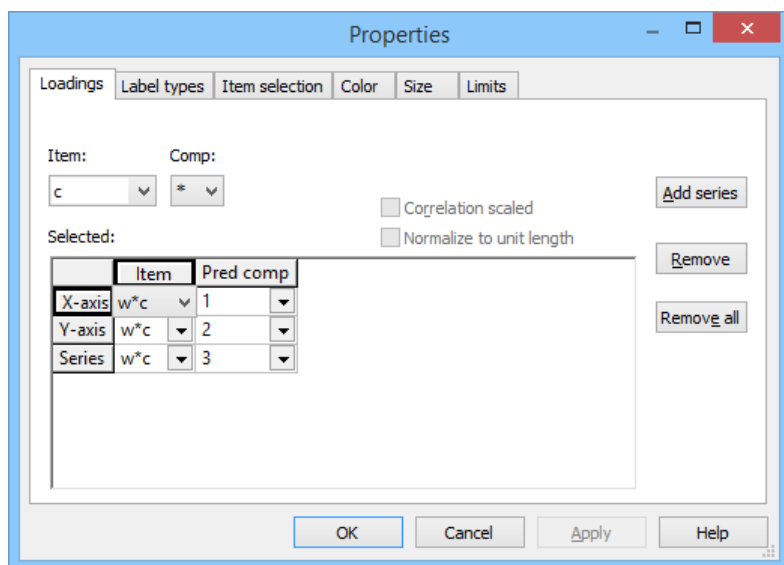 Properties
Loadings Label types Item selection Color Size Limits
Item: Comp:
c *
Add series
Correlation scaled
Selected: Normalize to unit length
Remove
Item Pred comp
X-axis w*c 1
Remove all
Y-axis w*c 2
Series w*c 3
OK Cancel Apply Help